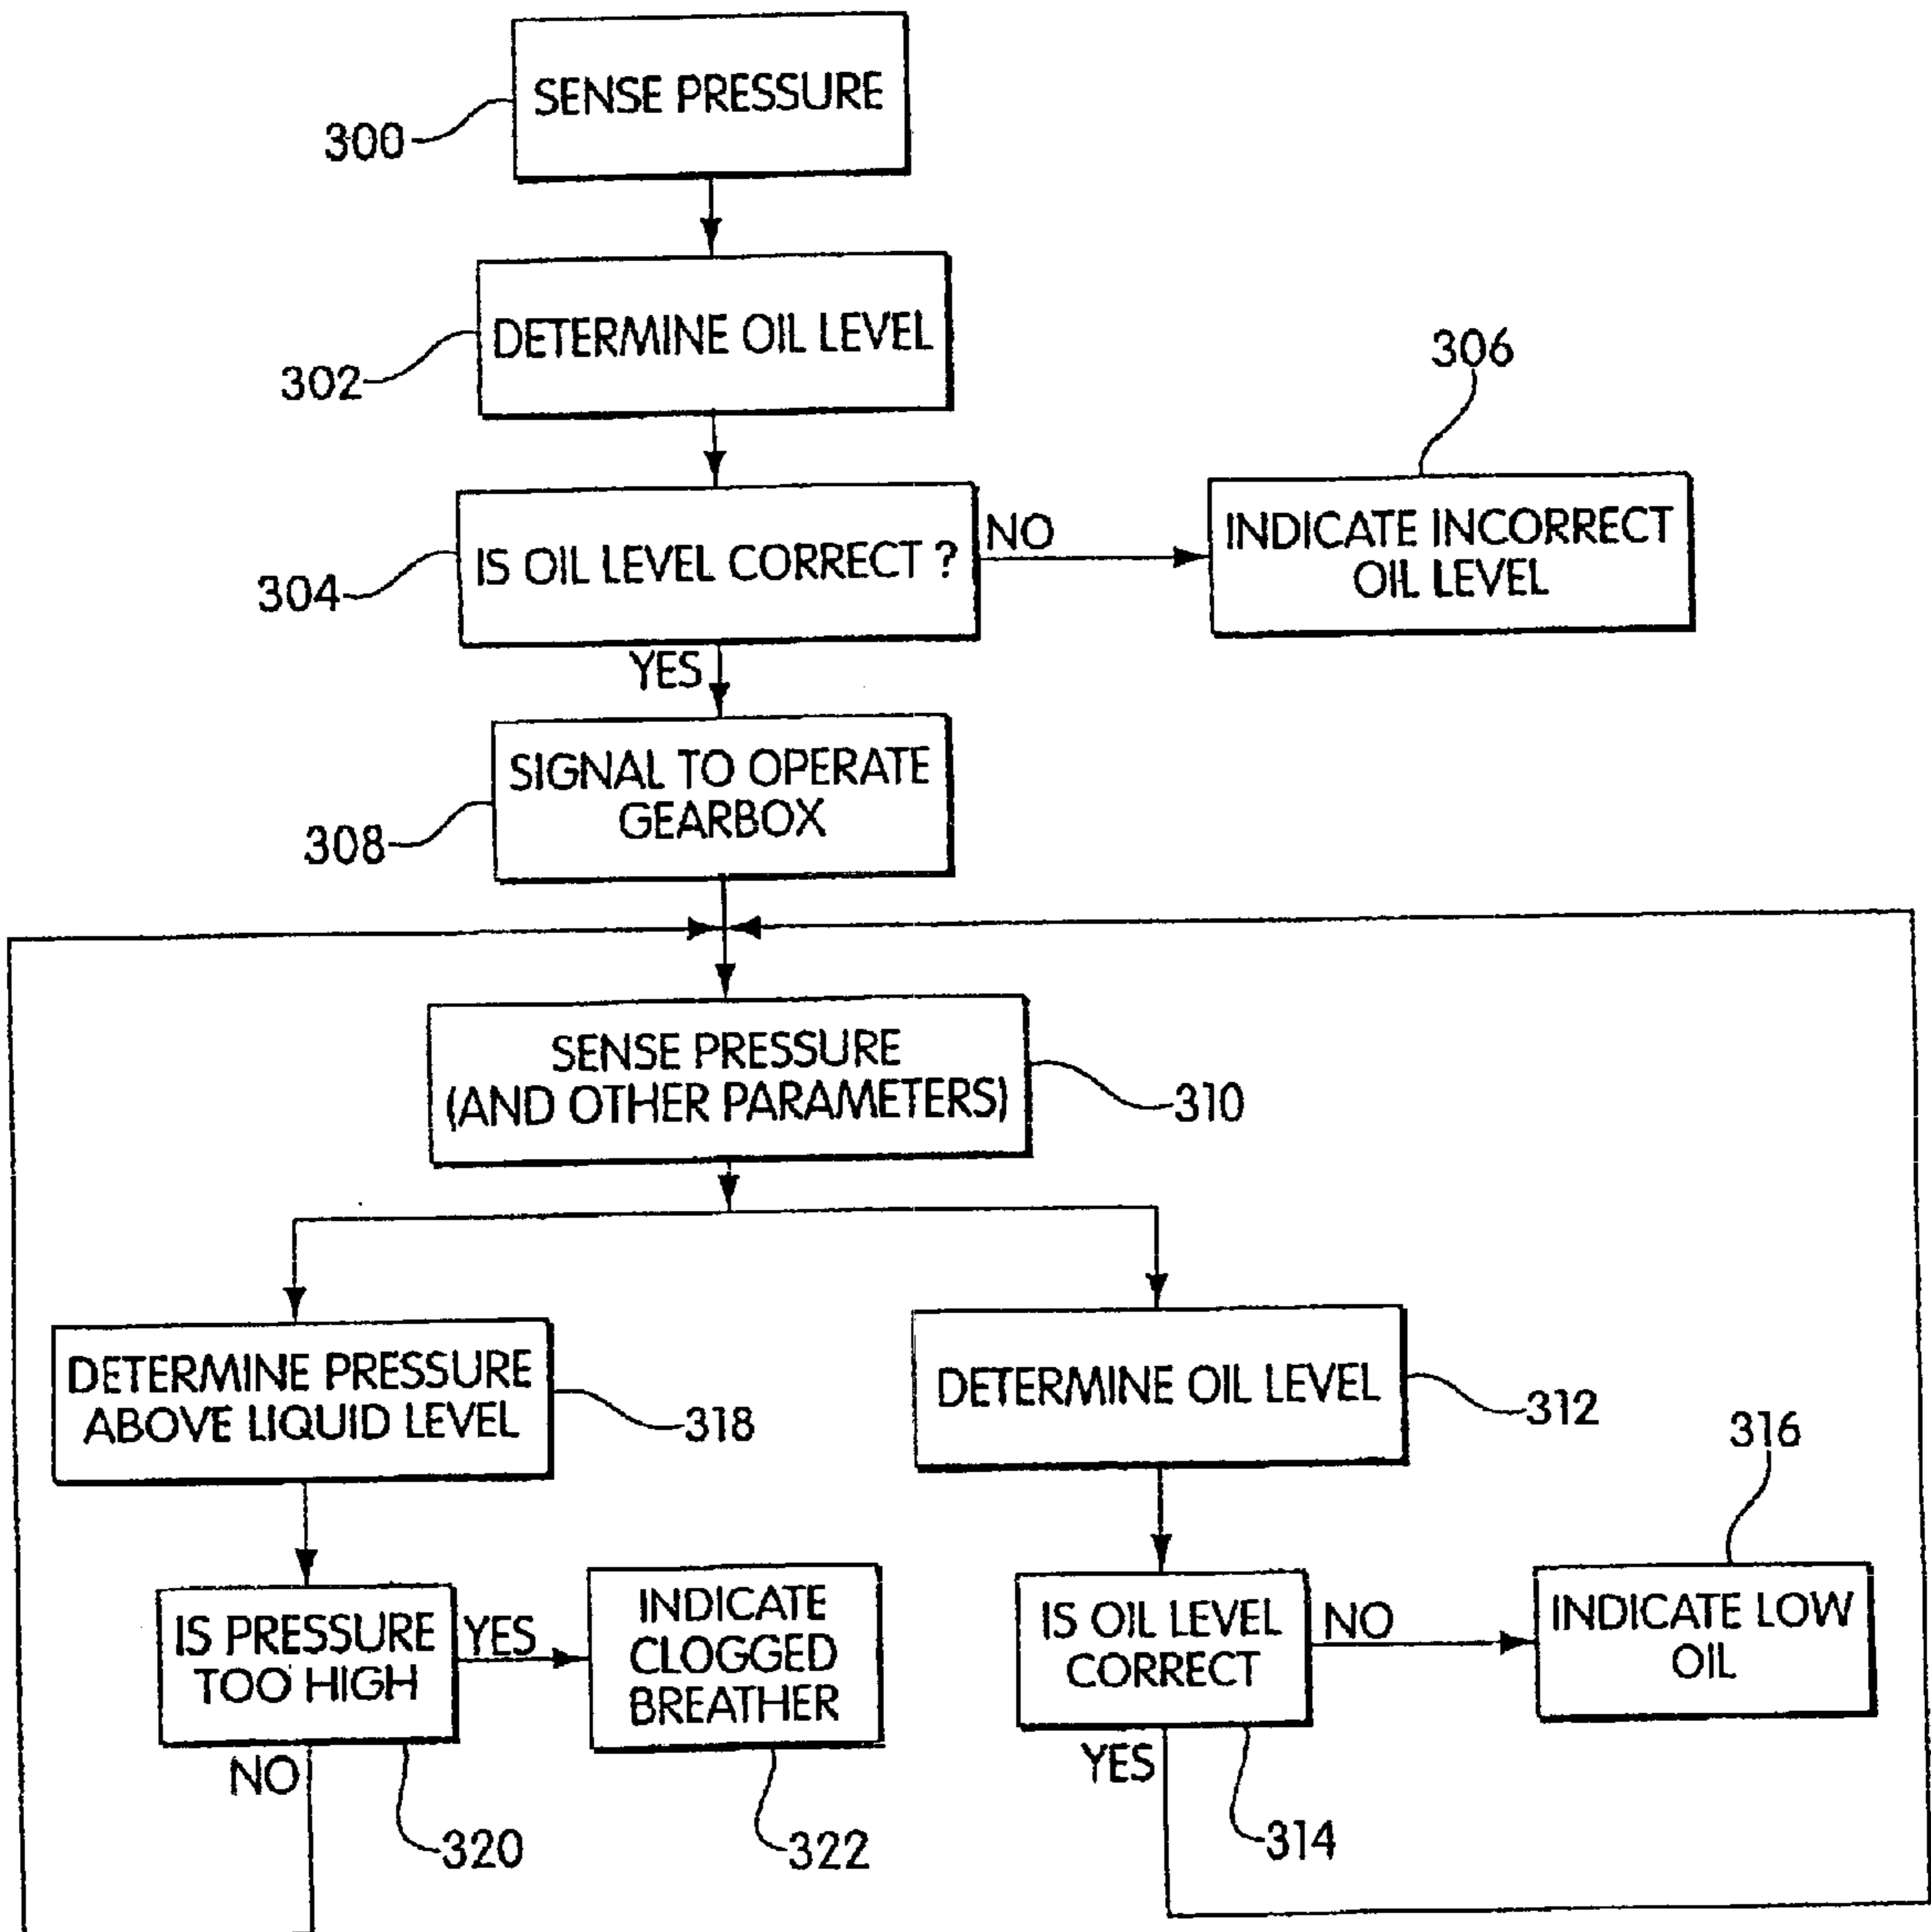 SENSE PRESSURE
300
DETERMINE OIL LEVEL
302
306
IS OIL LEVEL CORRECT ?
NO
INDICATE INCORRECT
OIL LEVEL
304
YES
SIGNAL TO OPERATE
GEARBOX
308
SENSE PRESSURE
(AND OTHER PARAMETERS)
310
DETERMINE PRESSURE
ABOVE LIQUID LEVEL
318
DETERMINE OIL LEVEL
312
316
IS PRESSURE
TOO HIGH
YES
INDICATE
CLOGGED
BREATHER
IS OIL LEVEL
CORRECT
NO
INDICATE LOW
OIL
NO
YES
320
322
314